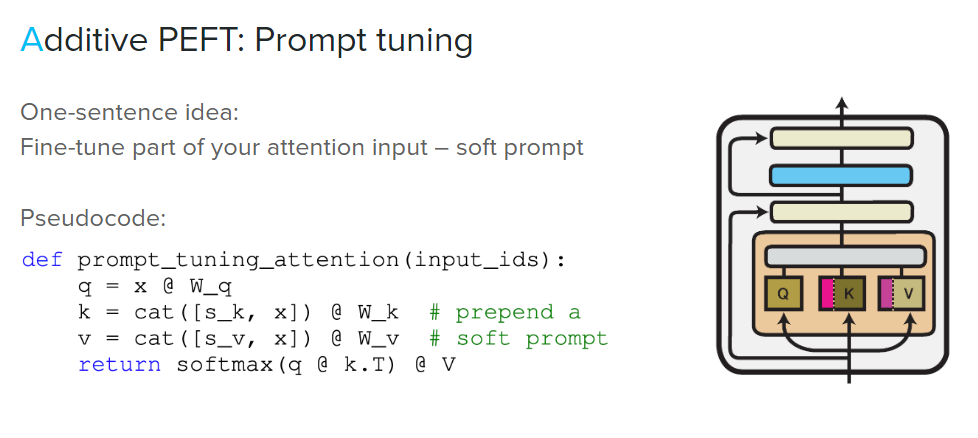 Additive PEFT: Prompt tuning
One-sentence idea:
Fine-tune part of your attention input – soft prompt
Pseudocode:
def prompt_tuning_attention(input_ids):
    q = x @ W_q
    k = cat([s_k, x]) @ W_k  # prepend a
    v = cat([s_v, x]) @ W_v  # soft prompt
    return softmax(q @ k.T) @ V
Q K V